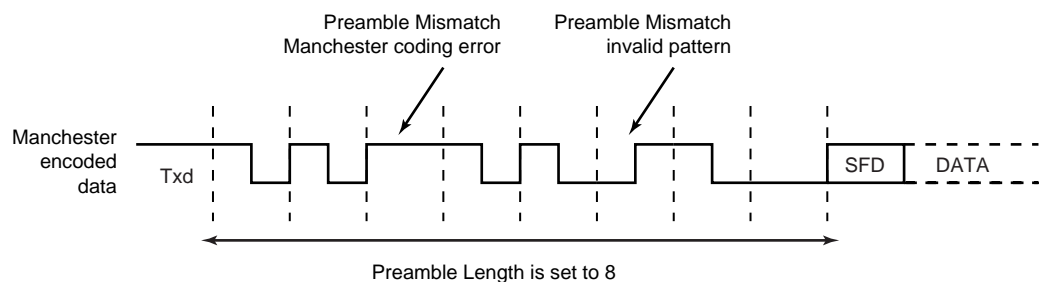 Preamble Mismatch
Manchester coding error
Preamble Mismatch
invalid pattern
Manchester
encoded
data
Txd
SFD
DATA
Preamble Length is set to 8